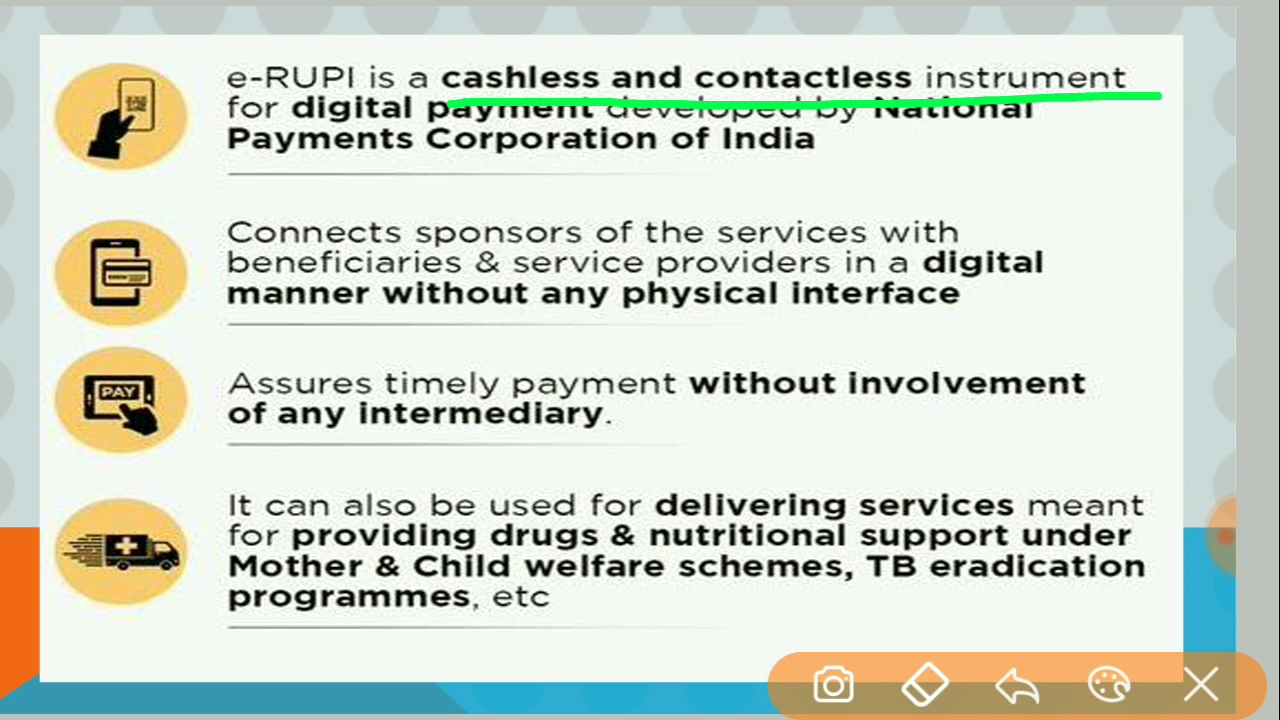 e-RUPI is a cashless and contactless instrument
for digital payment developed by National
Payments Corporation of India
Connects sponsors of the services with
beneficiaries & service providers in a digital
manner without any physical interface
PAY
Assures timely payment without involvement
of any intermediary.
It can also be used for delivering services meant
for providing drugs & nutritional support under
Mother & Child welfare schemes, TB eradication
programmes, etc